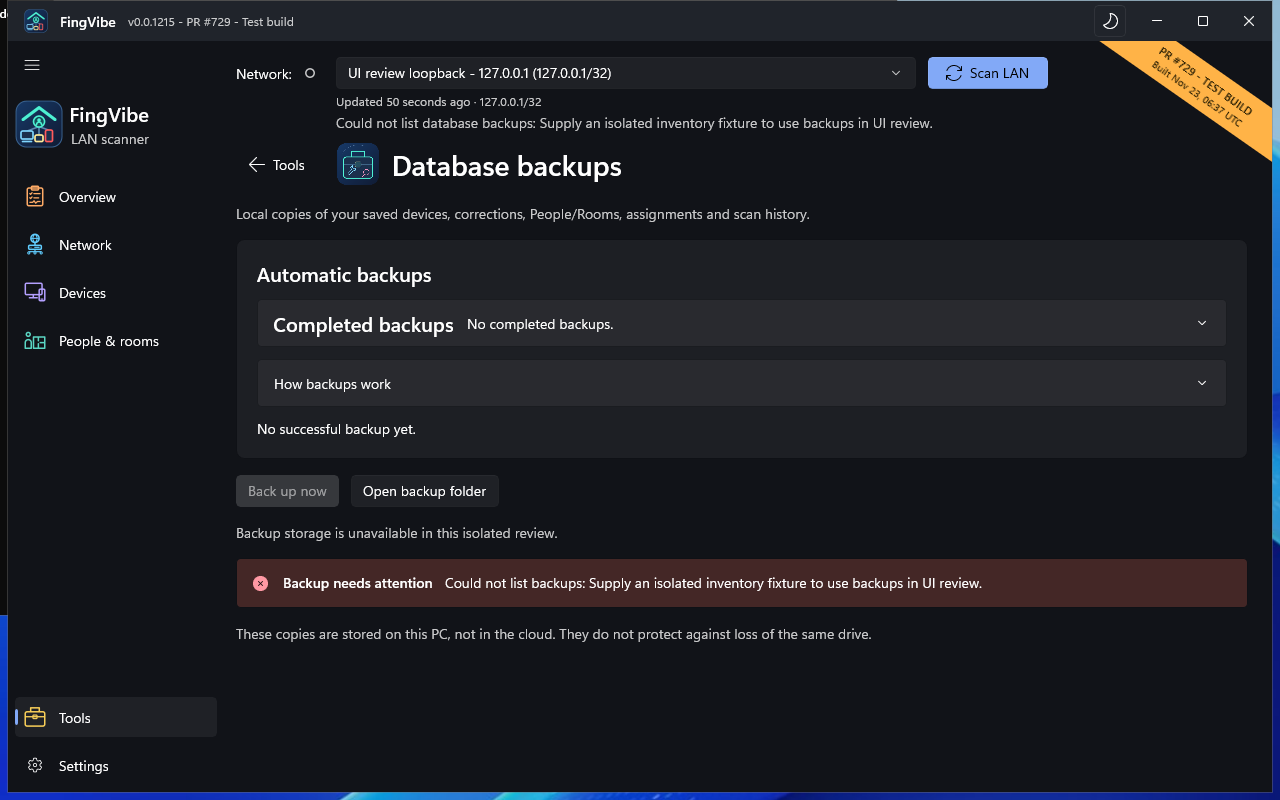 FingVibe v0.0.1215 - PR #729 - Test build
PR #729 - TEST BUILD
Built Nov 23, 06:37 UTC
Network: UI review loopback - 127.0.0.1 (127.0.0.1/32) Scan LAN
Updated 50 seconds ago · 127.0.0.1/32
Could not list database backups: Supply an isolated inventory fixture to use backups in UI review.
FingVibe
LAN scanner
Overview
Network
Devices
People & rooms
Tools
Settings
Tools
Database backups
Local copies of your saved devices, corrections, People/Rooms, assignments and scan history.
Automatic backups
Completed backups No completed backups.
How backups work
No successful backup yet.
Back up now Open backup folder
Backup storage is unavailable in this isolated review.
Backup needs attention Could not list backups: Supply an isolated inventory fixture to use backups in UI review.
These copies are stored on this PC, not in the cloud. They do not protect against loss of the same drive.